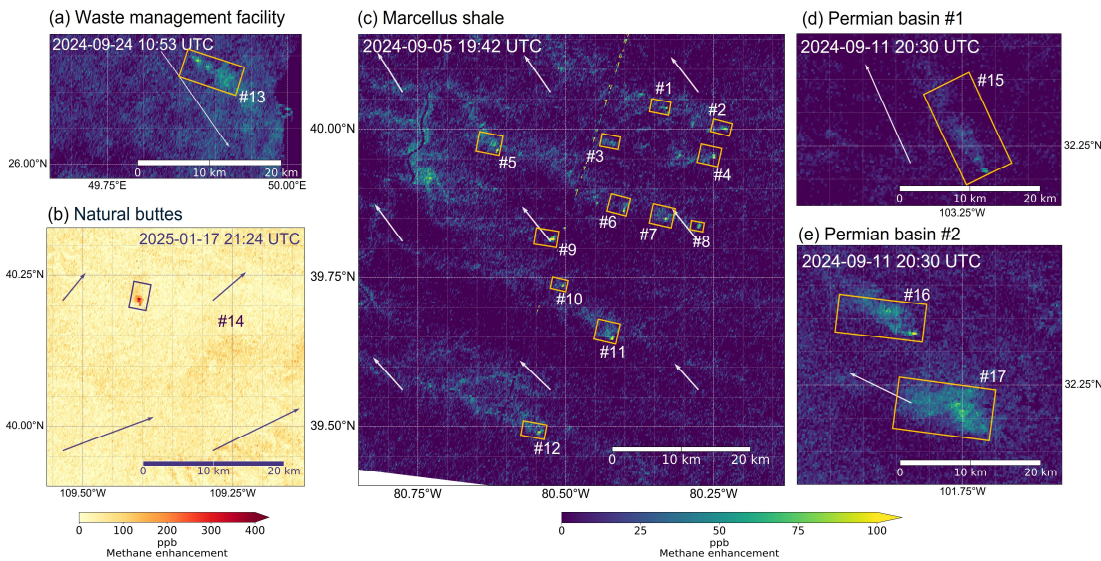 (a) Waste management facility
2024-09-24 10:53 UTC
#13
26.00°N
0
10 km
20 km
49.75°E
50.00°E
(b) Natural buttes
2025-01-17 21:24 UTC
40.25°N
#14
40.00°N
0
10 km
20 km
109.50°W
109.25°W
0
100
200
300
400
ppb
Methane enhancement
(c) Marcellus shale
2024-09-05 19:42 UTC
#1
#2
40.00°N
#3
#4
#5
#6
#7
#8
#9
39.75°N
#10
#11
39.50°N
#12
0
10 km
20 km
80.75°W
80.50°W
80.25°W
0
25
50
75
100
ppb
Methane enhancement
(d) Permian basin #1
2024-09-11 20:30 UTC
#15
32.25°N
0
10 km
20 km
103.25°W
(e) Permian basin #2
2024-09-11 20:30 UTC
#16
#17
32.25°N
0
10 km
20 km
101.75°W